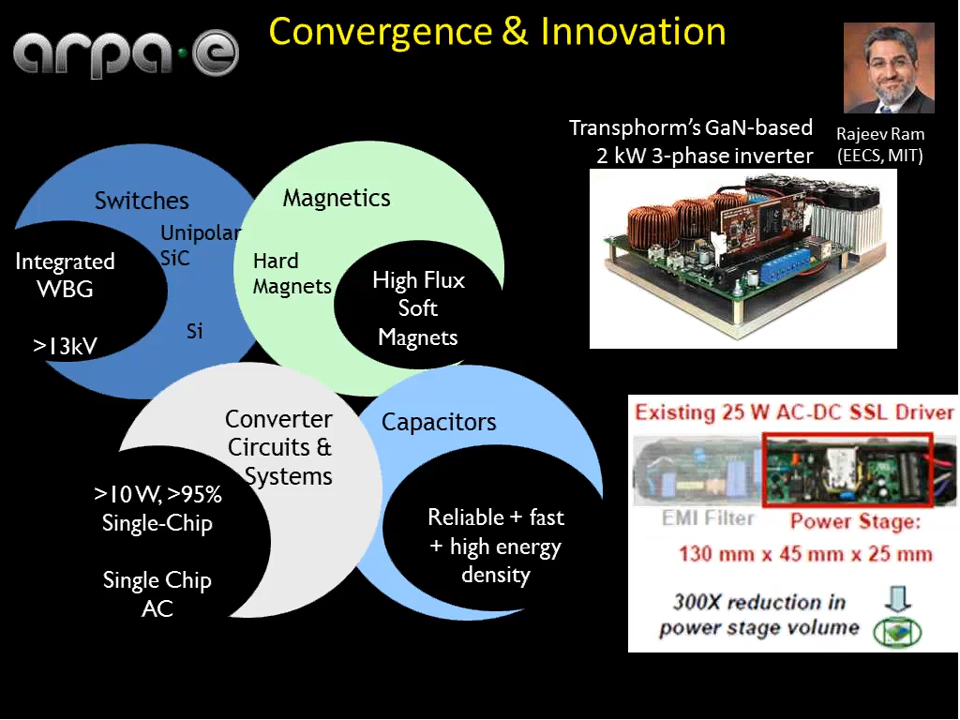 arpa·e
Convergence & Innovation
Rajeev Ram
(EECS, MIT)
Transphorm's GaN-based
2 kW 3-phase inverter
Switches
Unipolar
SiC
Si
Integrated
WBG
>13kV
Magnetics
Hard
Magnets
High Flux
Soft
Magnets
Converter
Circuits &
Systems
>10 W, >95%
Single-Chip
Single Chip
AC
Capacitors
Reliable + fast
+ high energy
density
Existing 25 W AC-DC SSL Driver
EMI Filter
Power Stage:
130 mm x 45 mm x 25 mm
300X reduction in
power stage volume